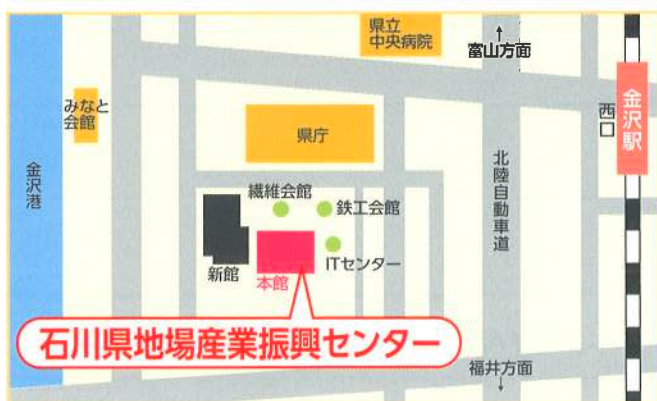 県立
中央病院
↑
富山方面
みなと
会館
県庁
西口
金沢駅
金沢港
北陸自動車道
繊維会館
鉄工会館
ITセンター
新館
本館
石川県地場産業振興センター
福井方面
↓